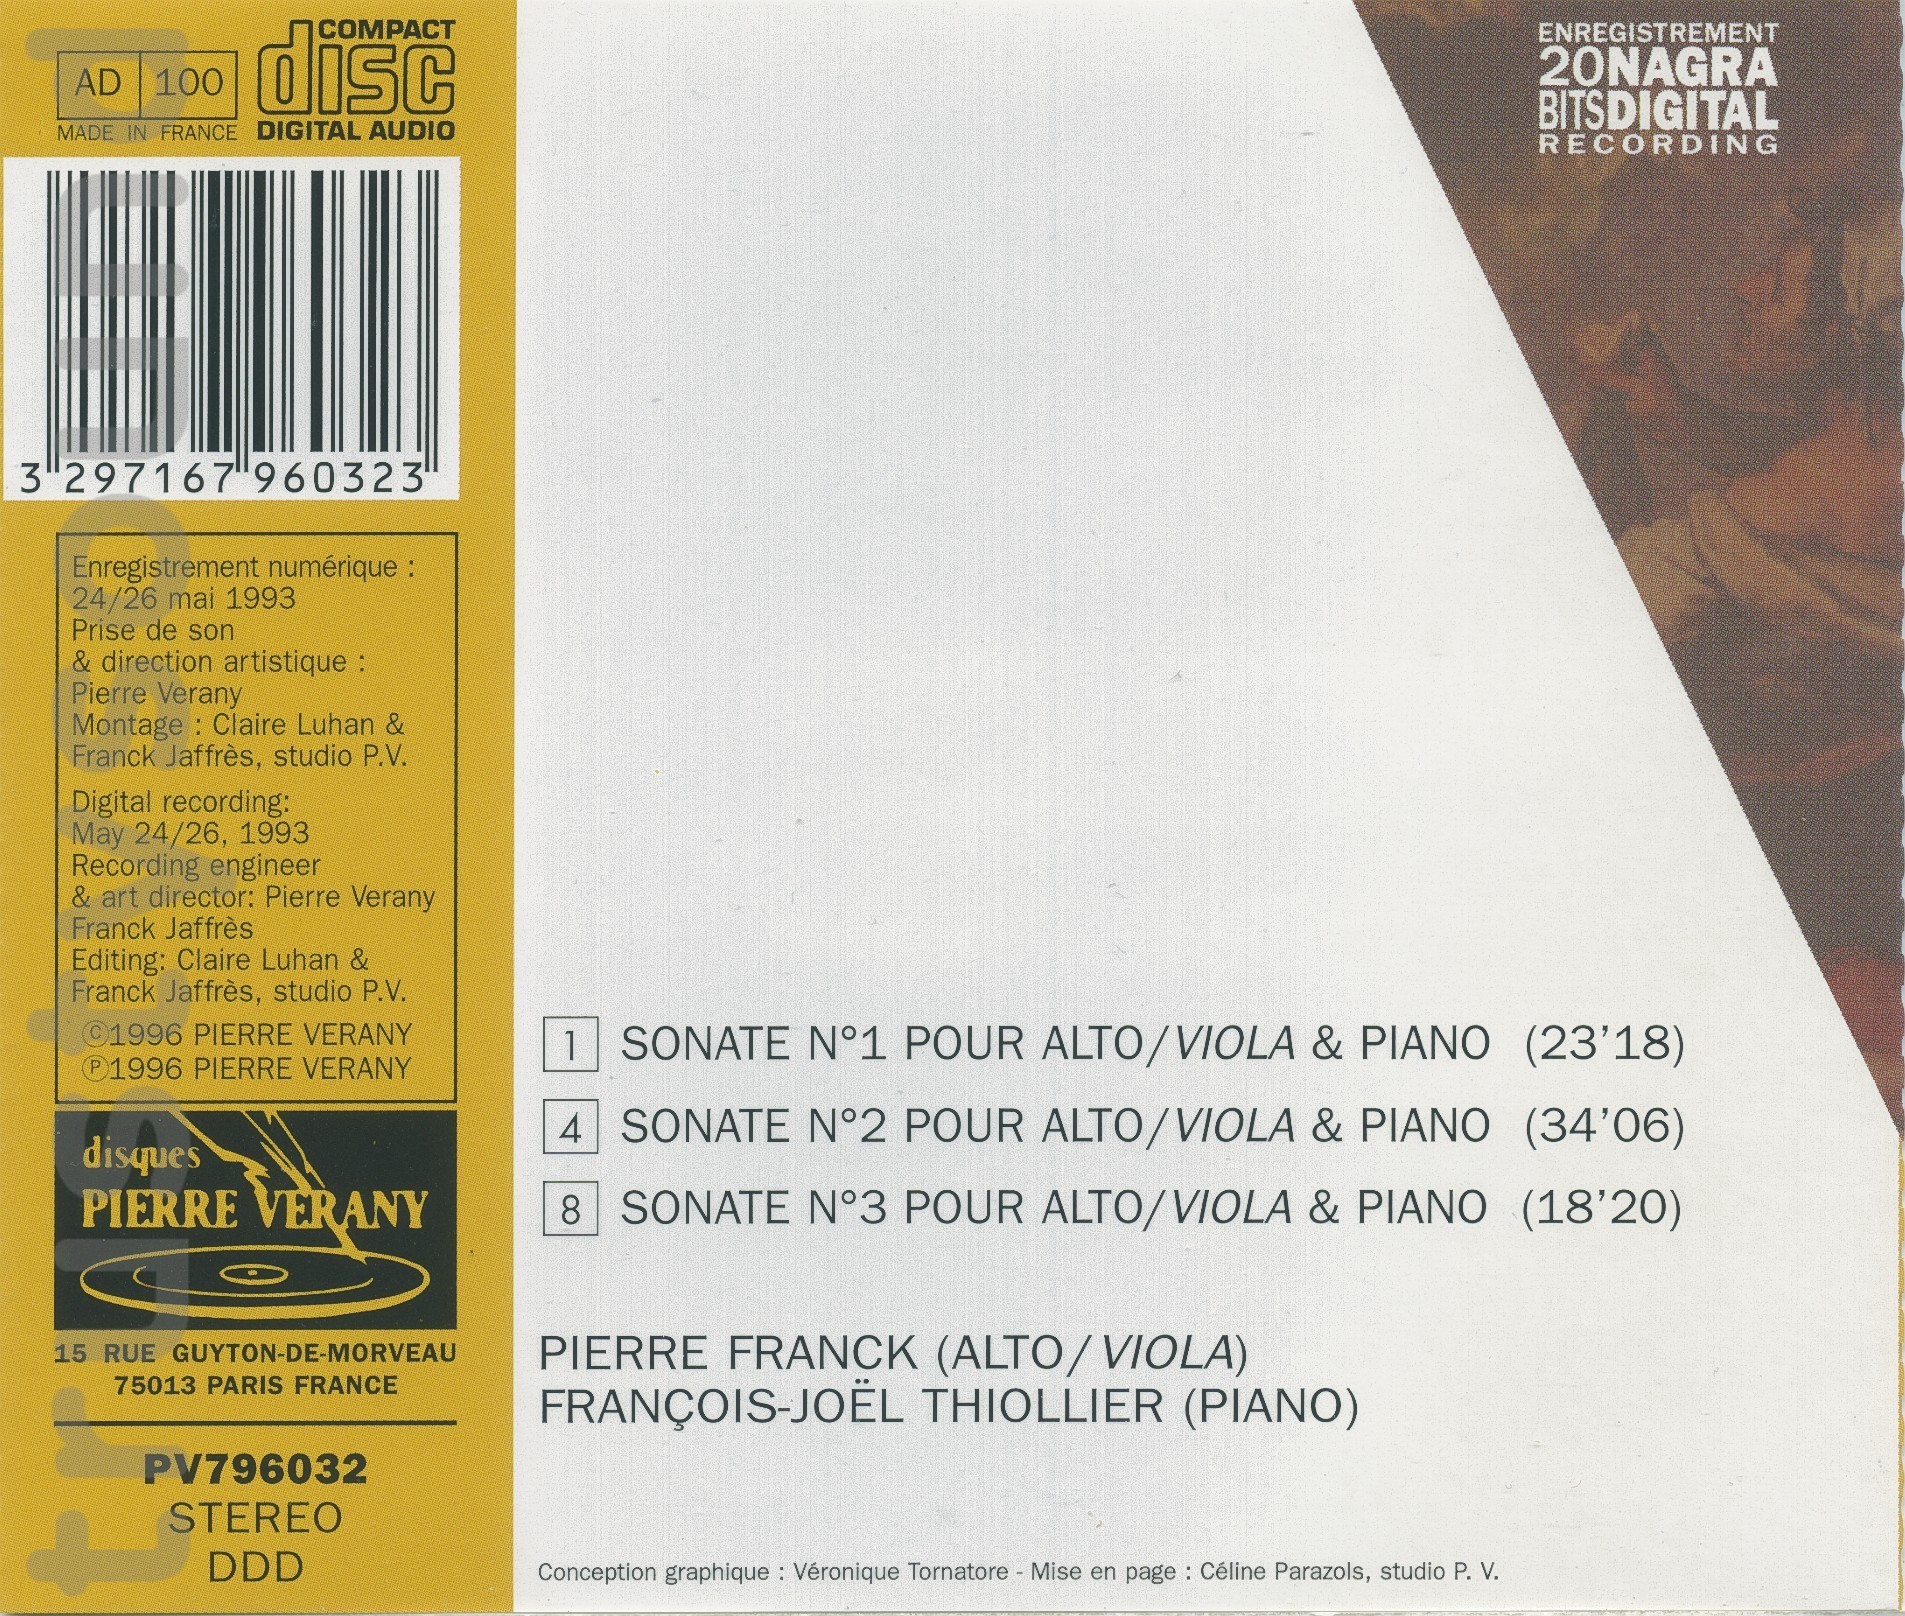 AD 100
MADE IN FRANCE
COMPACT
disc
DIGITAL AUDIO
3 297167 960323
Enregistrement numérique :
24/26 mai 1993
Prise de son
& direction artistique :
Pierre Verany
Montage : Claire Luhan &
Franck Jaffrès, studio P.V.
Digital recording:
May 24/26, 1993
Recording engineer
& art director: Pierre Verany
Franck Jaffrès
Editing: Claire Luhan &
Franck Jaffrès, studio P.V.
©1996 PIERRE VERANY
℗1996 PIERRE VERANY
disques
PIERRE VERANY
15 RUE GUYTON-DE-MORVEAU
75013 PARIS FRANCE
PV796032
STEREO
DDD
ENREGISTREMENT
20NAGRA
BITSDIGITAL
RECORDING
1 SONATE N°1 POUR ALTO/VIOLA & PIANO (23'18)
4 SONATE N°2 POUR ALTO/VIOLA & PIANO (34'06)
8 SONATE N°3 POUR ALTO/VIOLA & PIANO (18'20)
PIERRE FRANCK (ALTO/VIOLA)
FRANÇOIS-JOËL THIOLLIER (PIANO)
Conception graphique : Véronique Tornatore - Mise en page : Céline Parazols, studio P. V.